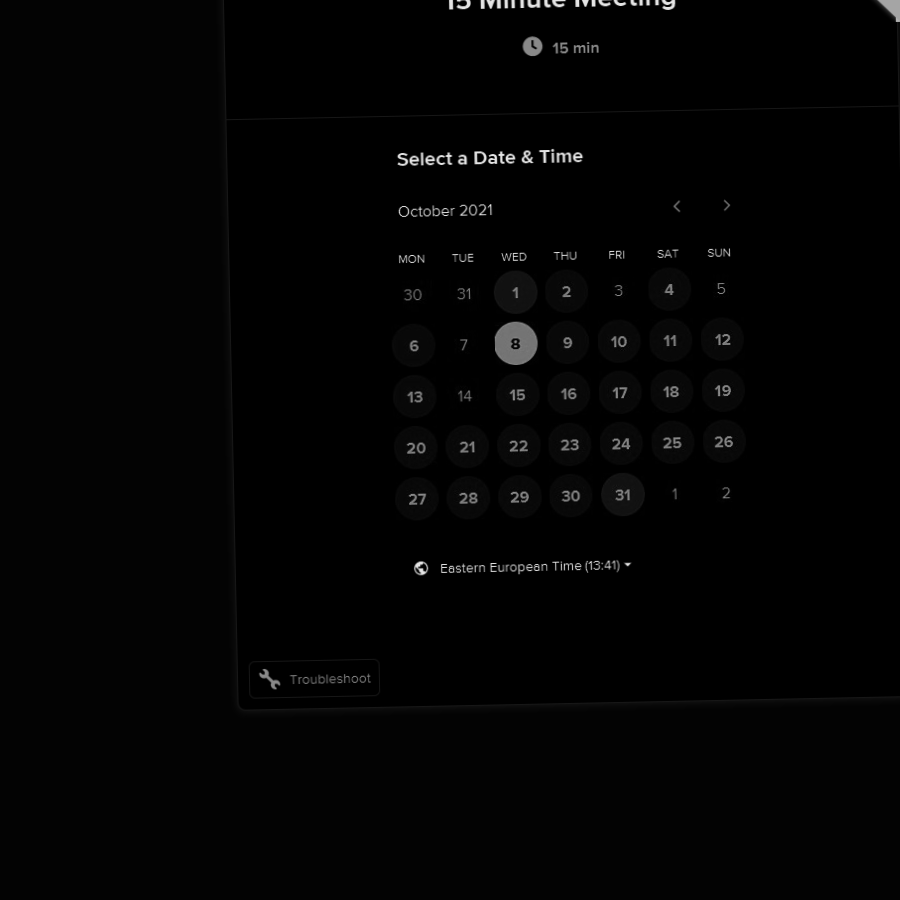 15 Minute Meeting
15 min
Select a Date & Time
October 2021
MON TUE WED THU FRI SAT SUN
30 31 1 2 3 4 5
6 7 8 9 10 11 12
13 14 15 16 17 18 19
20 21 22 23 24 25 26
27 28 29 30 31 1 2
Eastern European Time (13:41)
Troubleshoot